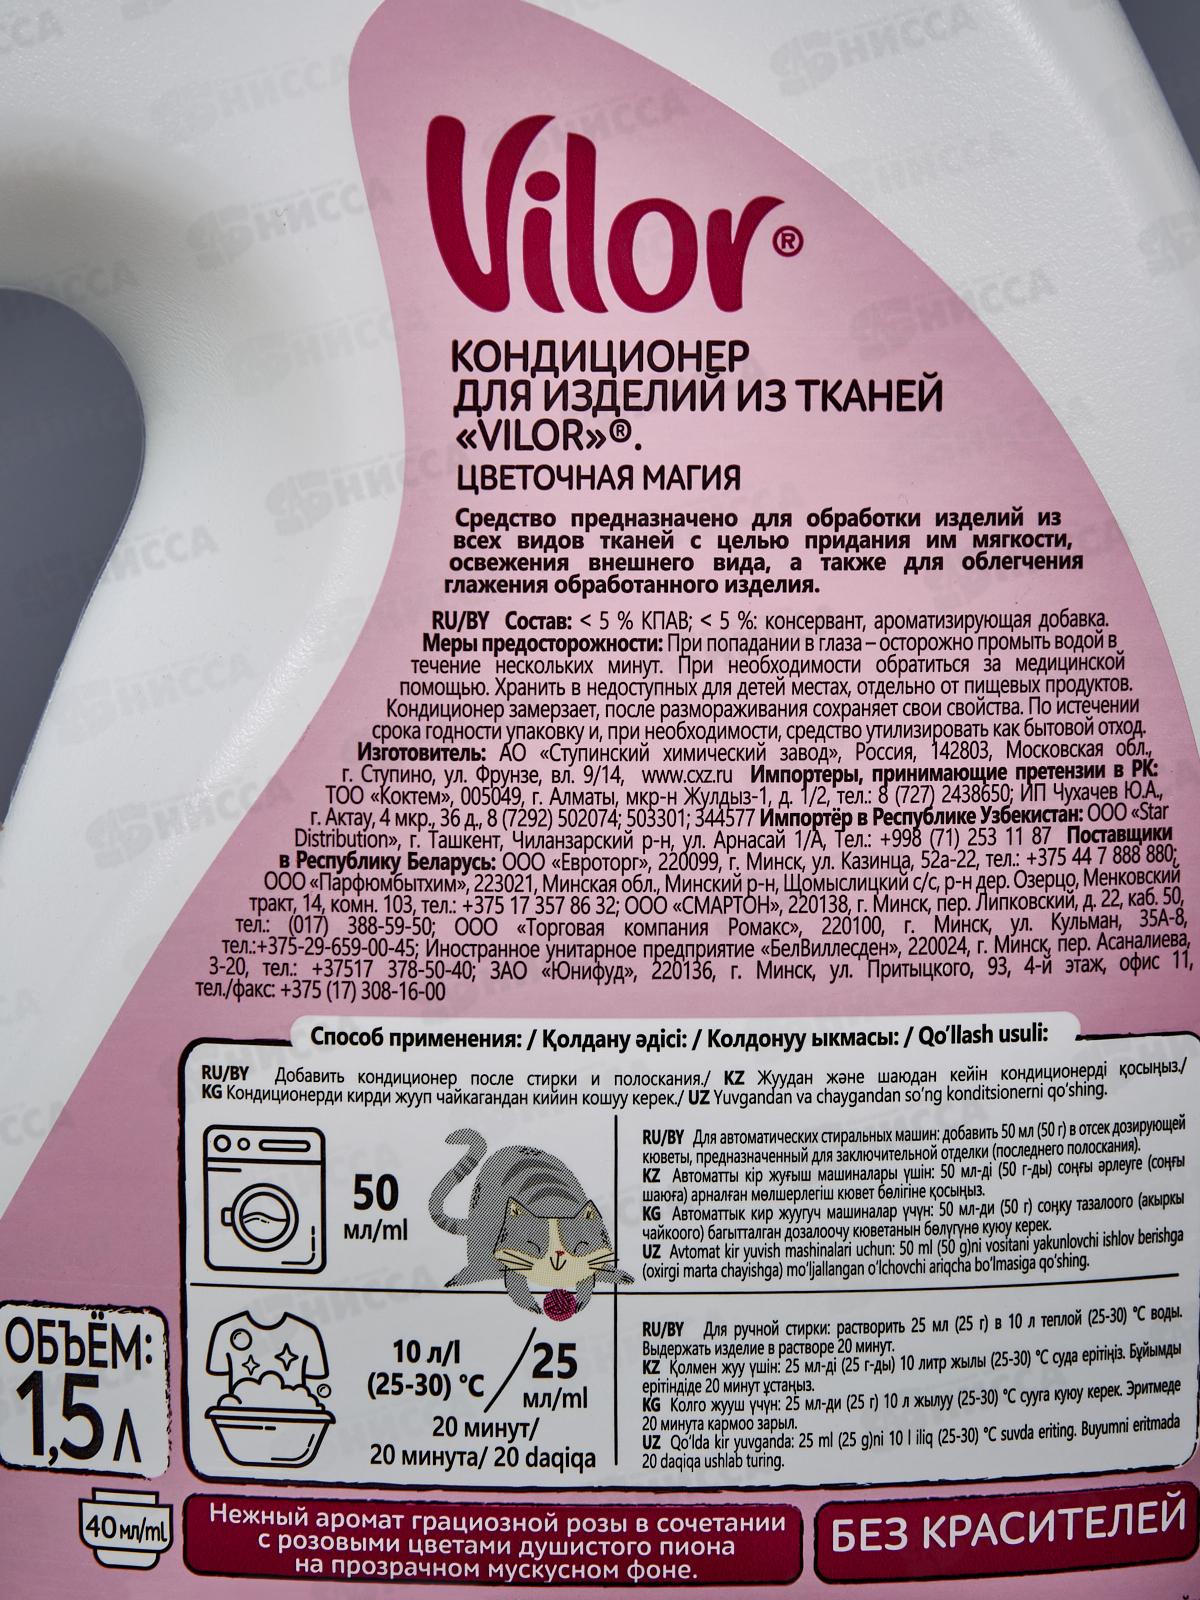 Vilor®
КОНДИЦИОНЕР
ДЛЯ ИЗДЕЛИЙ ИЗ ТКАНЕЙ
«VILOR»®.
ЦВЕТОЧНАЯ МАГИЯ
Средство предназначено для обработки изделий из
всех видов тканей с целью придания им мягкости,
освежения внешнего вида, а также для облегчения
глажения обработанного изделия.
RU/BY Состав: < 5 % КПАВ; < 5 %: консервант, ароматизирующая добавка.
Меры предосторожности: При попадании в глаза – осторожно промыть водой в
течение нескольких минут. При необходимости обратиться за медицинской
помощью. Хранить в недоступных для детей местах, отдельно от пищевых продуктов.
Кондиционер замерзает, после размораживания сохраняет свои свойства. По истечении
срока годности упаковку и, при необходимости, средство утилизировать как бытовой отход.
Изготовитель: АО «Ступинский химический завод», Россия, 142803, Московская обл.,
г. Ступино, ул. Фрунзе, вл. 9/14, www.cxz.ru Импортеры, принимающие претензии в РК:
ТОО «Коктем», 005049, г. Алматы, мкр-н Жулдыз-1, д. 1/2, тел.: 8 (727) 2438650; ИП Чухачев Ю.А.,
г. Актау, 4 мкр., 36 д., 8 (7292) 502074; 503301; 344577 Импортёр в Республике Узбекистан: ООО «Star
Distribution», г. Ташкент, Чиланзарский р-н, ул. Арнасай 1/А, Тел.: +998 (71) 253 11 87 Поставщики
в Республику Беларусь: ООО «Евроторг», 220099, г. Минск, ул. Казинца, 52а-22, тел.: +375 44 7 888 880;
ООО «Парфюмбытхим», 223021, Минская обл., Минский р-н, Щомыслицкий с/с, р-н дер. Озерцо, Менковский
тракт, 14, комн. 103, тел.: +375 17 357 86 32; ООО «СМАРТОН», 220138, г. Минск, пер. Липковский, д. 22, каб. 50,
тел.: (017) 388-59-50; ООО «Торговая компания Ромакс», 220100, г. Минск, ул. Кульман, 35А-8,
тел.:+375-29-659-00-45; Иностранное унитарное предприятие «БелВиллесден», 220024, г. Минск, пер. Асаналиева,
3-20, тел.: +37517 378-50-40; ЗАО «Юнифуд», 220136, г. Минск, ул. Притыцкого, 93, 4-й этаж, офис 11,
тел./факс: +375 (17) 308-16-00
Способ применения: / Қолдану әдісі: / Колдонуу ыкмасы: / Qo'llash usuli:
RU/BY Добавить кондиционер после стирки и полоскания./ KZ Жуудан және шаюдан кейін кондиционерді қосыңыз./
KG Кондиционерди кирди жууп чайкагандан кийин кошуу керек./ UZ Yuvgandan va chaygandan so'ng konditsionerni qo'shing.
50
мл/ml
RU/BY Для автоматических стиральных машин: добавить 50 мл (50 г) в отсек дозирующей
кюветы, предназначенный для заключительной отделки (последнего полоскания).
KZ Автоматты кір жуғыш машиналары үшін: 50 мл-ді (50 г-ды) соңғы әрлеуге (соңғы
шаюға) арналған мөлшерлегіш кювет бөлігіне қосыңыз.
KG Автоматтык кир жуугуч машиналар үчүн: 50 мл-ди (50 г) соңку тазалоого (акыркы
чайкоого) багытталган дозалоочу кюветанын бөлүгүнө куюу керек.
UZ Avtomat kir yuvish mashinalari uchun: 50 ml (50 g)ni vositani yakunlovchi ishlov berishga
(oxirgi marta chayishga) mo'ljallangan o'lchovchi ariqcha bo'lmasiga qo'shing.
10 л/l
(25-30) °C / 25
мл/ml
20 минут/
20 минута/ 20 daqiqa
RU/BY Для ручной стирки: растворить 25 мл (25 г) в 10 л теплой (25-30) °C воды.
Выдержать изделие в растворе 20 минут.
KZ Қолмен жуу үшін: 25 мл-ді (25 г-ды) 10 литр жылы (25-30) °C суда ерітіңіз. Бұйымды
ерітіндіде 20 минут ұстаңыз.
KG Колго жууш үчүн: 25 мл-ди (25 г) 10 л жылуу (25-30) °C сууга куюу керек. Эритмеде
20 минута кармоо зарыл.
UZ Qo'lda kir yuvganda: 25 ml (25 g)ni 10 l iliq (25-30) °C suvda eriting. Buyumni eritmada
20 daqiqa ushlab turing.
ОБЪЁМ:
1,5 л
40 мл/ml
Нежный аромат грациозной розы в сочетании
с розовыми цветами душистого пиона
на прозрачном мускусном фоне.
БЕЗ КРАСИТЕЛЕЙ